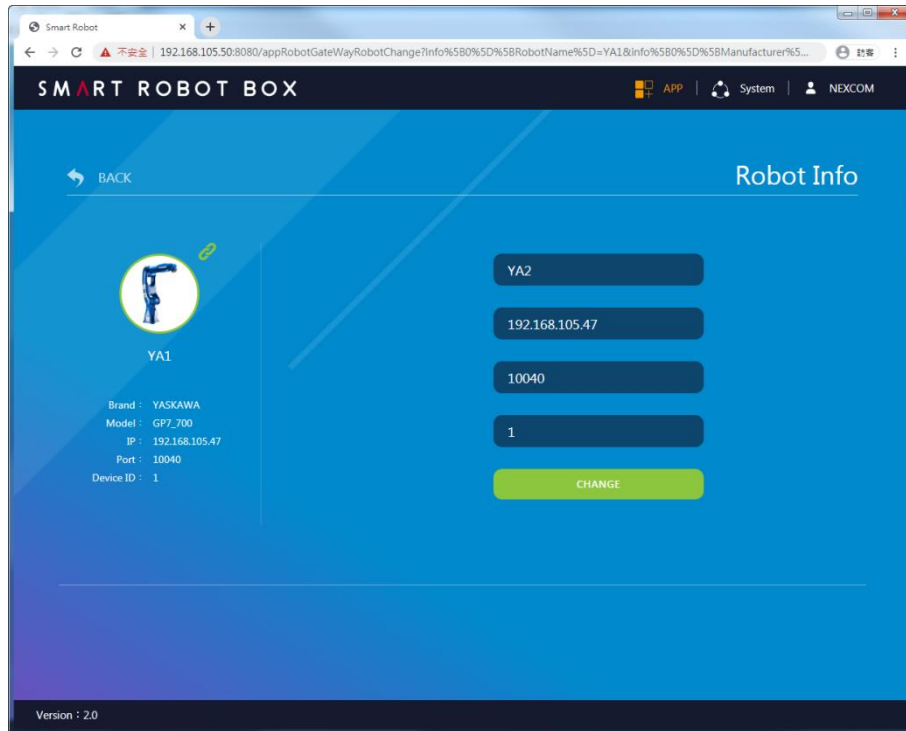 Smart Robot
不安全 | 192.168.105.50:8080/appRobotGateWayRobotChange?info%5B0%5D%5BRobotName%5D=YA1&info%5B0%5D%5BManufacturer%5...
訪客
SMART ROBOT BOX
APP | System | NEXCOM
BACK
Robot Info
YA1
Brand : YASKAWA
Model : GP7_700
IP : 192.168.105.47
Port : 10040
Device ID : 1
YA2
192.168.105.47
10040
1
CHANGE
Version : 2.0